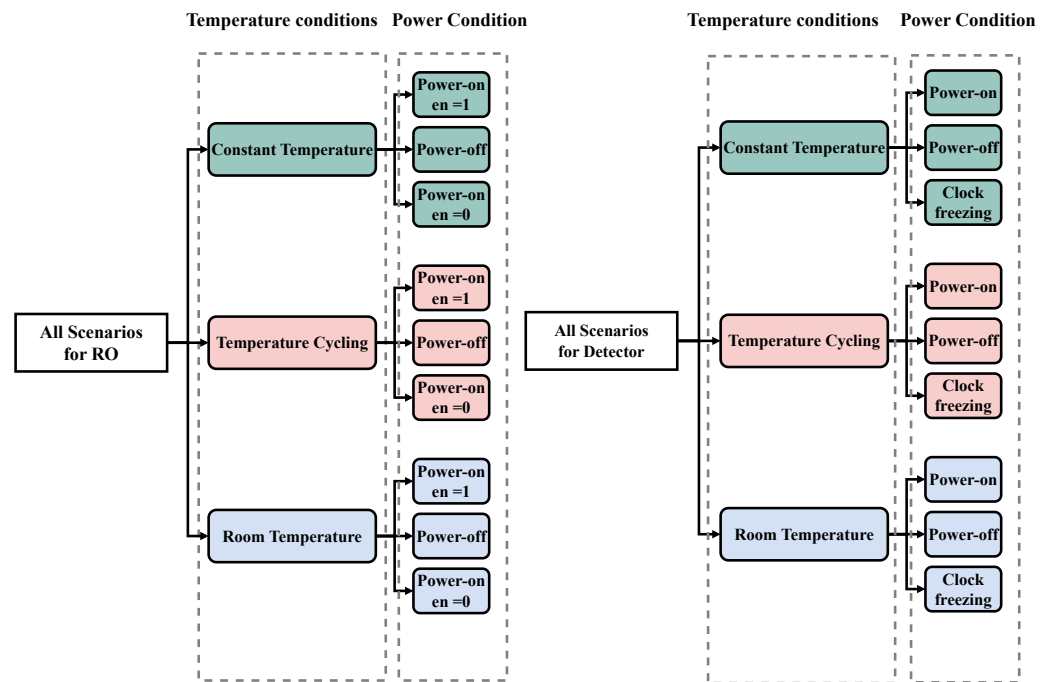 Temperature conditions
Power Condition
All Scenarios
for RO
Constant Temperature
Power-on
en =1
Power-off
Power-on
en =0
Temperature Cycling
Power-on
en =1
Power-off
Power-on
en =0
Room Temperature
Power-on
en =1
Power-off
Power-on
en =0
Temperature conditions
Power Condition
All Scenarios
for Detector
Constant Temperature
Power-on
Power-off
Clock
freezing
Temperature Cycling
Power-on
Power-off
Clock
freezing
Room Temperature
Power-on
Power-off
Clock
freezing